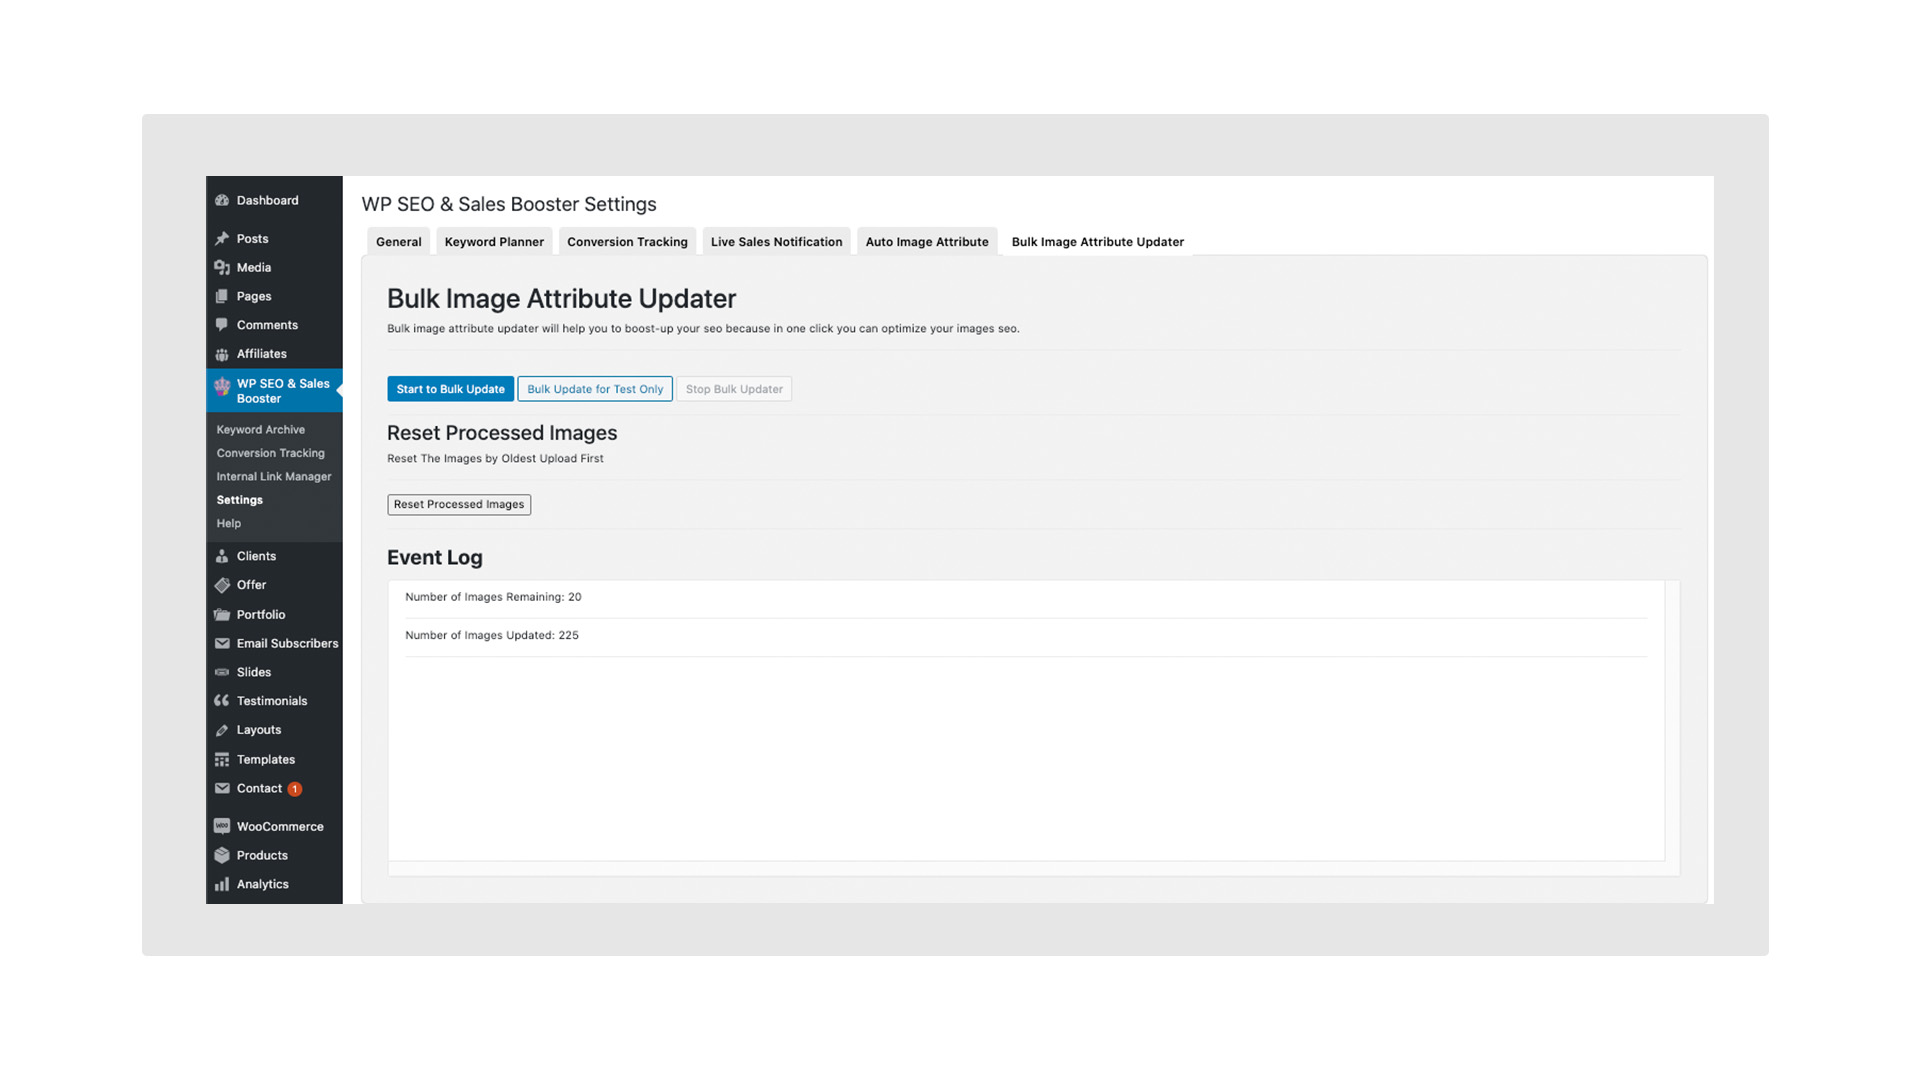 Dashboard
Posts
Media
Pages
Comments
Affiliates
WP SEO & Sales
Booster
Keyword Archive
Conversion Tracking
Internal Link Manager
Settings
Help
Clients
Offer
Portfolio
Email Subscribers
Slides
Testimonials
Layouts
Templates
Contact 1
WOO WooCommerce
Products
Analytics
WP SEO & Sales Booster Settings
General Keyword Planner Conversion Tracking Live Sales Notification Auto Image Attribute Bulk Image Attribute Updater
Bulk Image Attribute Updater
Bulk image attribute updater will help you to boost-up your seo because in one click you can optimize your images seo.
Start to Bulk Update Bulk Update for Test Only Stop Bulk Updater
Reset Processed Images
Reset The Images by Oldest Upload First
Reset Processed Images
Event Log
Number of Images Remaining: 20
Number of Images Updated: 225